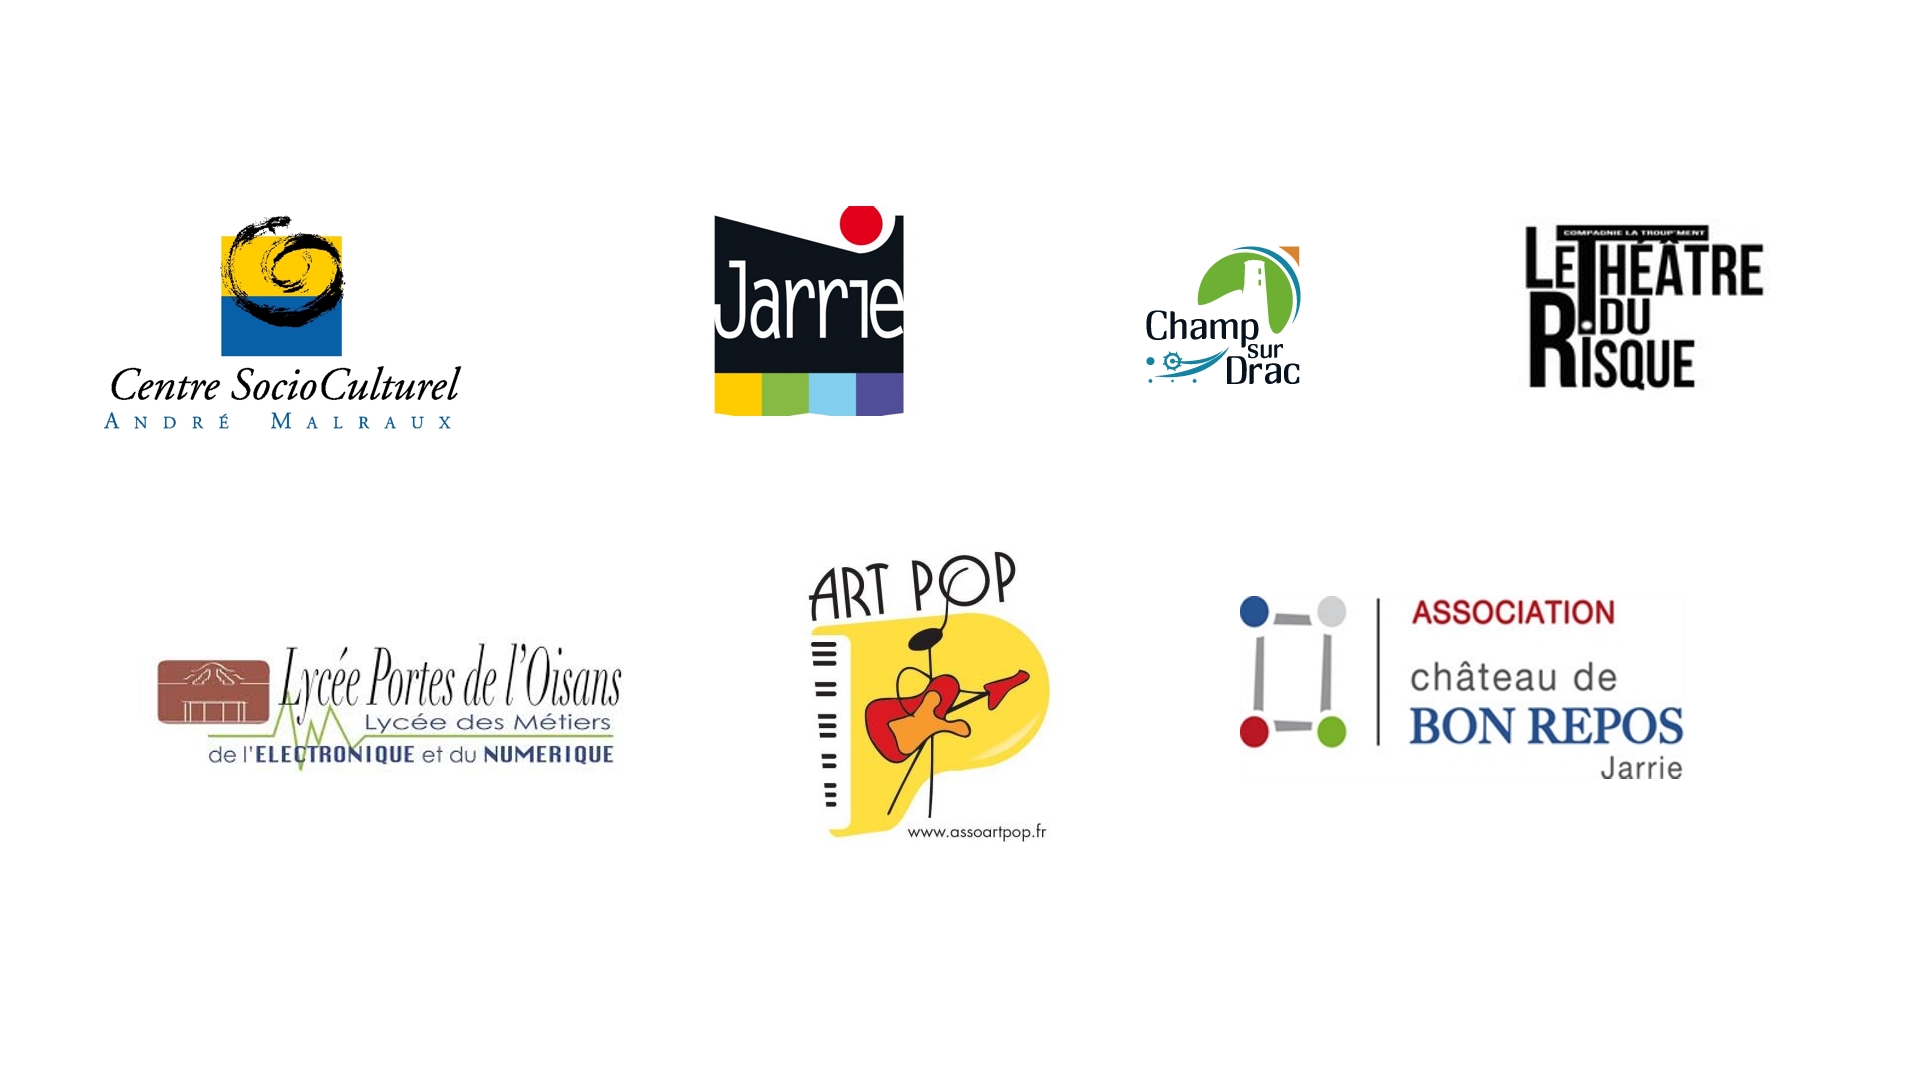 Centre SocioCulturel
ANDRÉ MALRAUX
Jarrie
Champ
sur
Drac
COMPAGNIE LA TROUP'MENT
LE THÉÂTRE
DU
RISQUE
Lycée Portes de l'Oisans
Lycée des Métiers
de l'ELECTRONIQUE et du NUMERIQUE
ART POP
www.assoartpop.fr
ASSOCIATION
château de
BON REPOS
Jarrie